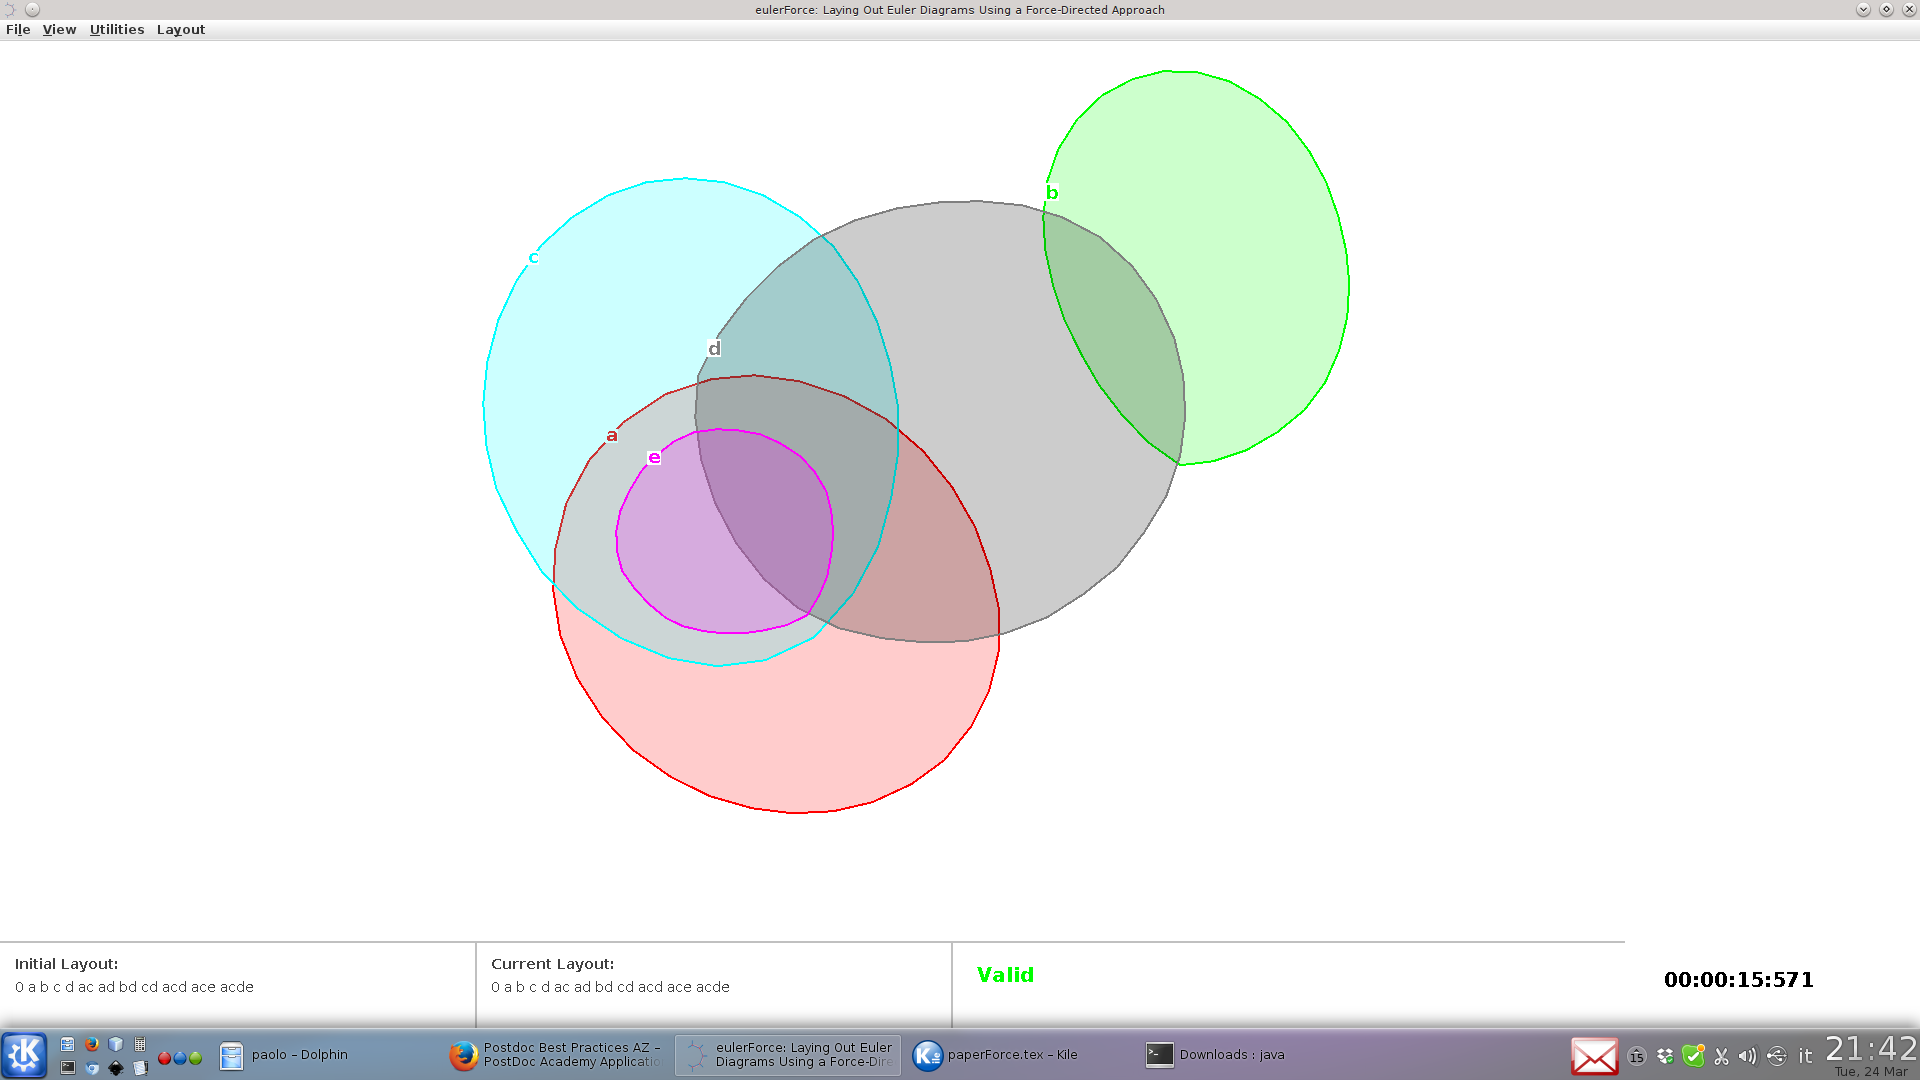 eulerForce: Laying Out Euler Diagrams Using a Force-Directed Approach
File View Utilities Layout
b
c
d
a
e
Initial Layout:
0 a b c d ac ad bd cd acd ace acde
Current Layout:
0 a b c d ac ad bd cd acd ace acde
Valid
00:00:15:571
paolo – Dolphin
Postdoc Best Practices AZ –
PostDoc Academy Applicatio
eulerForce: Laying Out Euler
Diagrams Using a Force-Dire
paperForce.tex – Kile
Downloads : java
15
it
21:42
Tue, 24 Mar